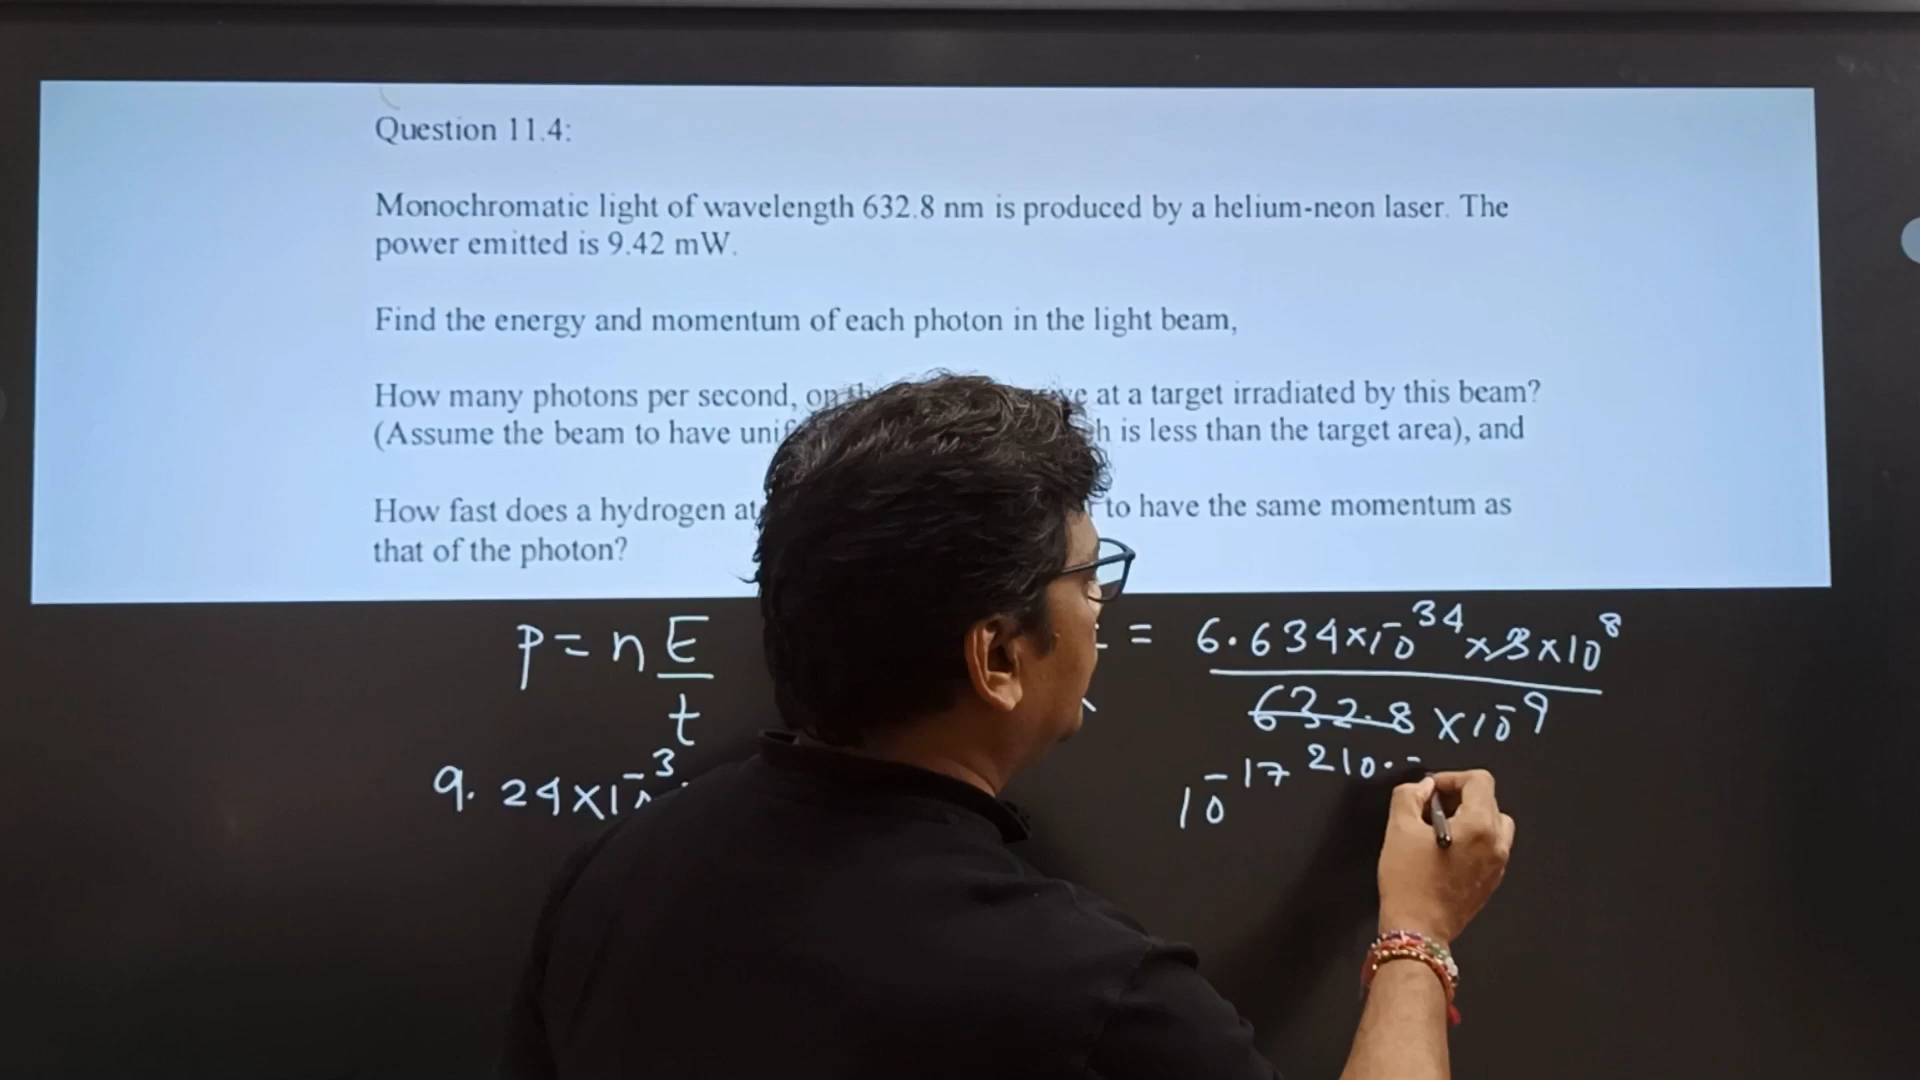 Question 11.4:
Monochromatic light of wavelength 632.8 nm is produced by a helium-neon laser. The
power emitted is 9.42 mW.
Find the energy and momentum of each photon in the light beam,
How many photons per second, on at a target irradiated by this beam?
(Assume the beam to have is less than the target area), and
How fast does a hydrogen to have the same momentum as
that of the photon?
p = n E/t
= 6.634×10⁻³⁴×3×10⁸
632.8 ×10⁻⁹
9.24×10⁻³
10⁻¹⁷ 210.